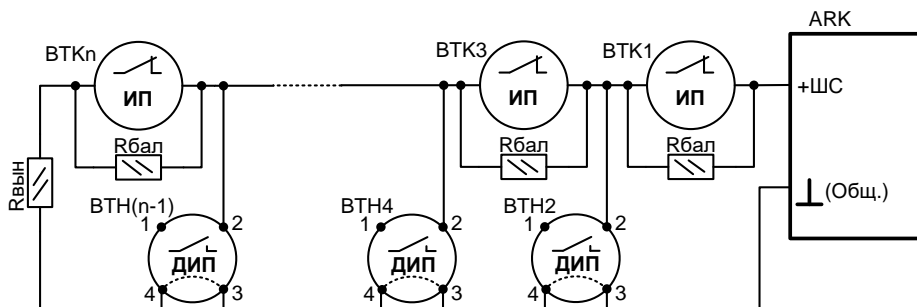 ARK
BTKn
BTK3
BTK1
ИП
ИП
ИП
+ШС
Rбал
Rбал
Rбал
Rвын
(Общ.)
BTH(n-1)
BTH4
BTH2
1
2
1
2
1
2
ДИП
ДИП
ДИП
4
3
4
3
4
3